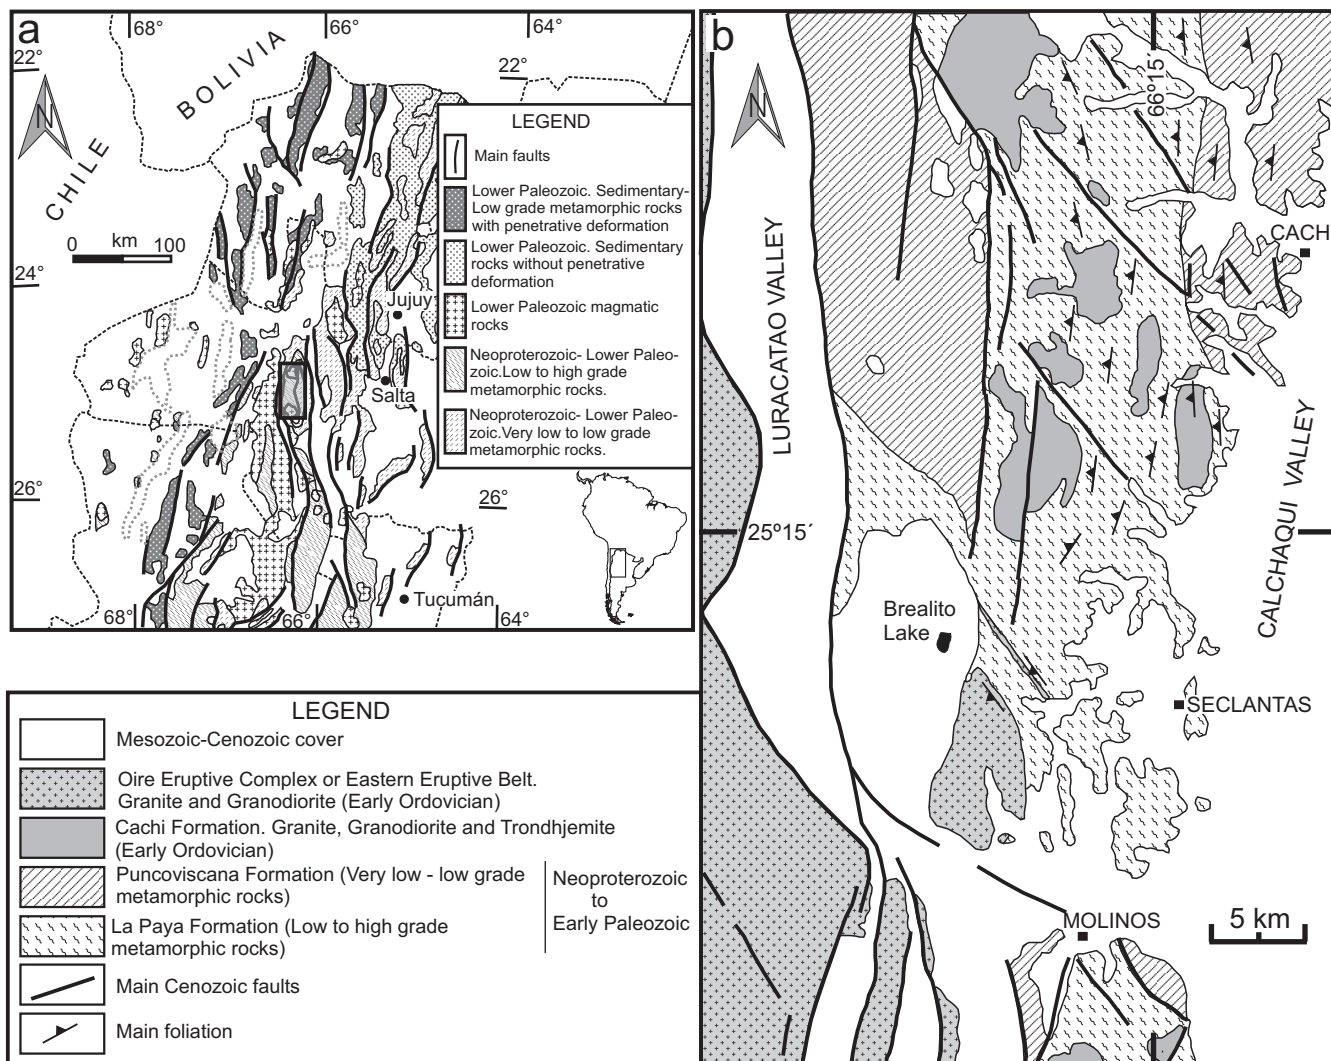 a
68°
66°
64°
22°
22°
N
BOLIVIA
CHILE
0 km 100
24°
Jujuy
Salta
26°
26°
Tucumán
68°
66°
64°
LEGEND
Main faults
Lower Paleozoic. Sedimentary-
Low grade metamorphic rocks
with penetrative deformation
Lower Paleozoic. Sedimentary
rocks without penetrative
deformation
Lower Paleozoic magmatic
rocks
Neoproterozoic- Lower Paleo-
zoic.Low to high grade
metamorphic rocks.
Neoproterozoic- Lower Paleo-
zoic.Very low to low grade
metamorphic rocks.
LEGEND
Mesozoic-Cenozoic cover
Oire Eruptive Complex or Eastern Eruptive Belt.
Granite and Granodiorite (Early Ordovician)
Cachi Formation. Granite, Granodiorite and Trondhjemite
(Early Ordovician)
Puncoviscana Formation (Very low - low grade
metamorphic rocks)
La Paya Formation (Low to high grade
metamorphic rocks)
Neoproterozoic
to
Early Paleozoic
Main Cenozoic faults
Main foliation
b
N
66°15´
CACHI
LURACATAO VALLEY
25º15´
CALCHAQUI VALLEY
Brealito
Lake
SECLANTAS
MOLINOS
5 km